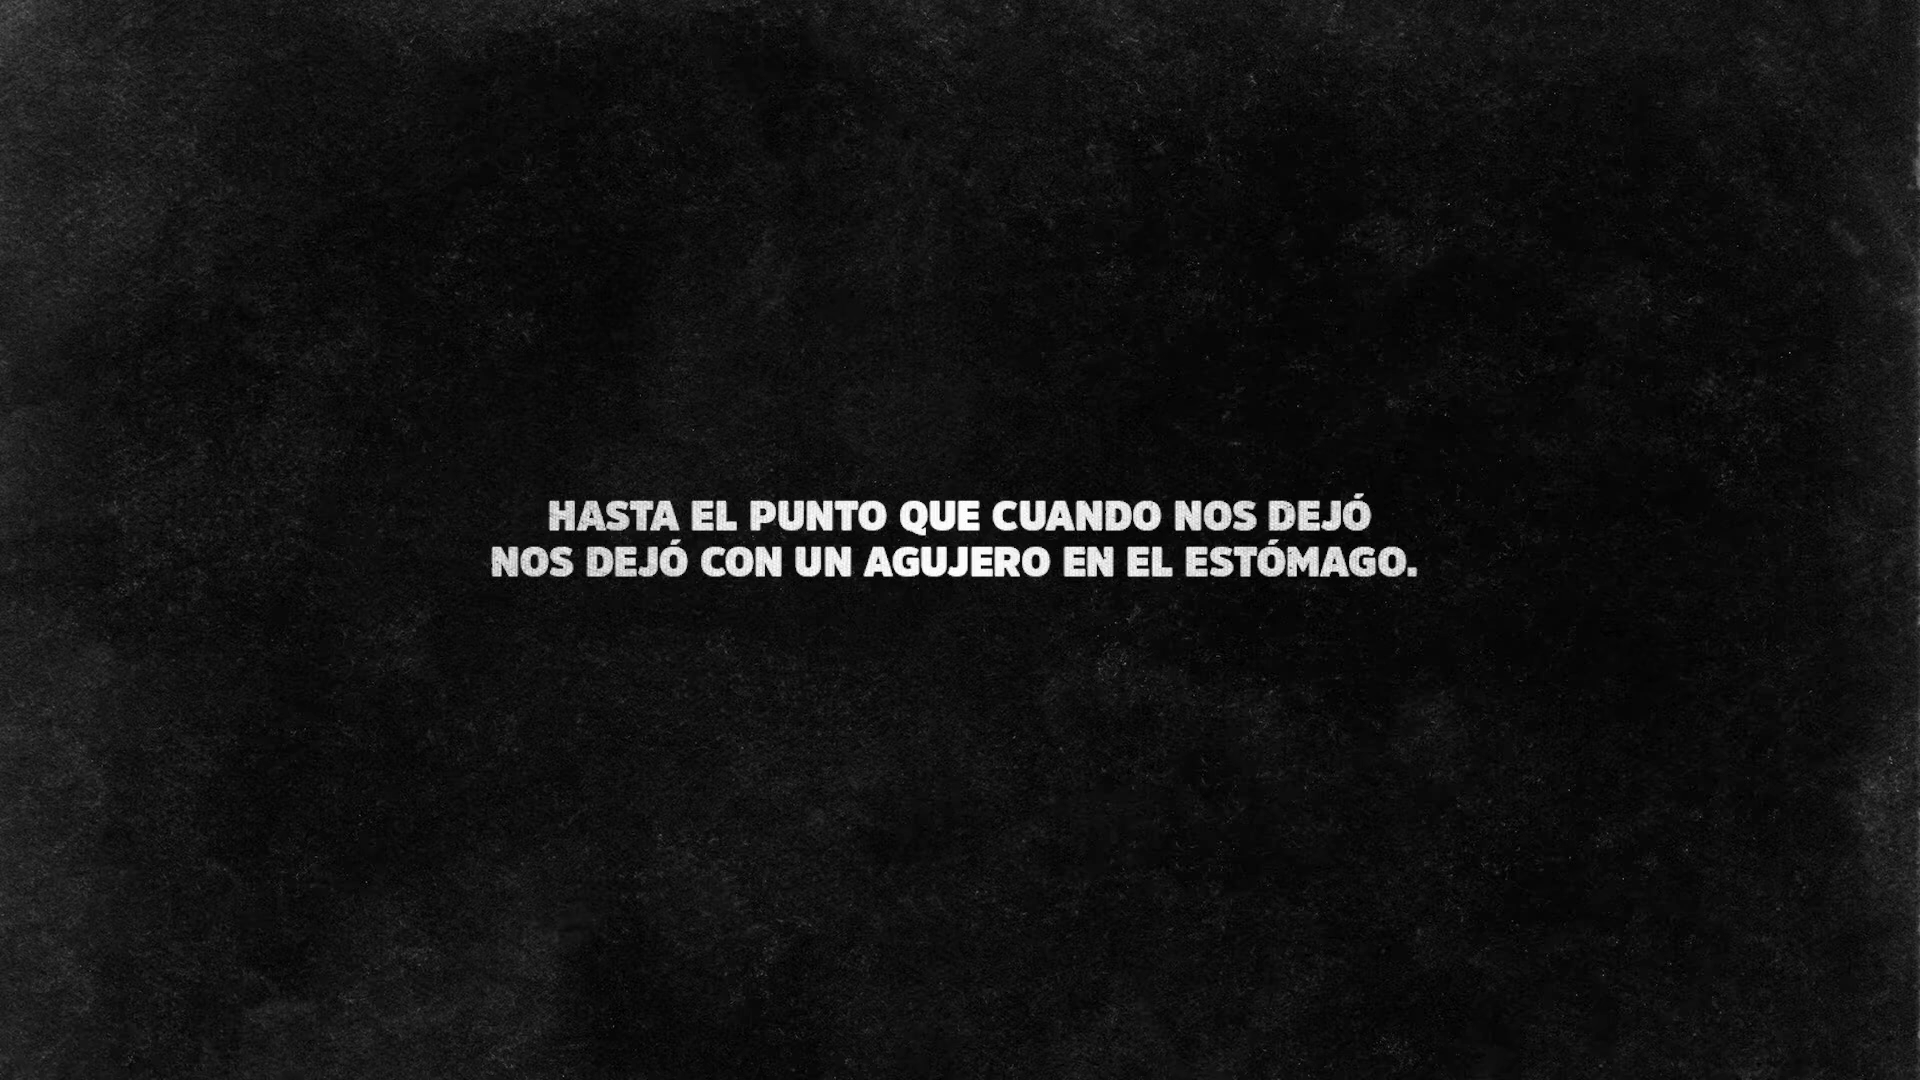 HASTA EL PUNTO QUE CUANDO NOS DEJÓ
NOS DEJÓ CON UN AGUJERO EN EL ESTÓMAGO.